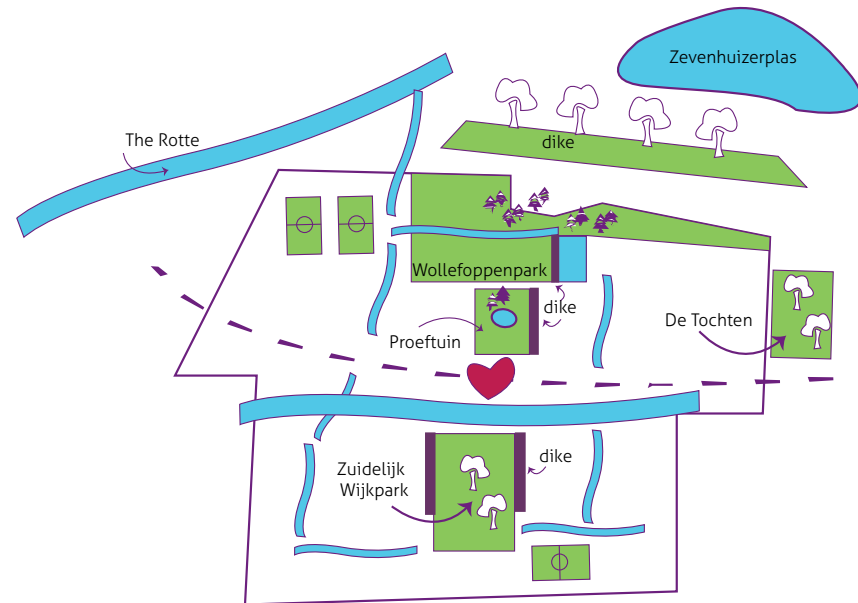 Zevenhuizerplas
The Rotte
dike
Wollefoppenpark
dike
Proeftuin
De Tochten
dike
Zuidelijk
Wijkpark